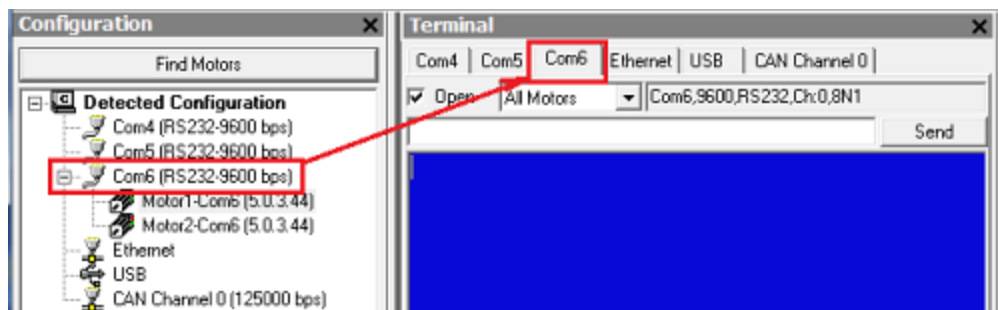 Configuration
Find Motors
Detected Configuration
Com4 (RS232-9600 bps)
Com5 (RS232-9600 bps)
Com6 (RS232-9600 bps)
Motor1-Com6 (5.0.3.44)
Motor2-Com6 (5.0.3.44)
Ethernet
USB
CAN Channel 0 (125000 bps)
Terminal
Com4 Com5 Com6 Ethernet USB CAN Channel 0
Open All Motors Com6,9600,RS232,Ch:0,8N1
Send